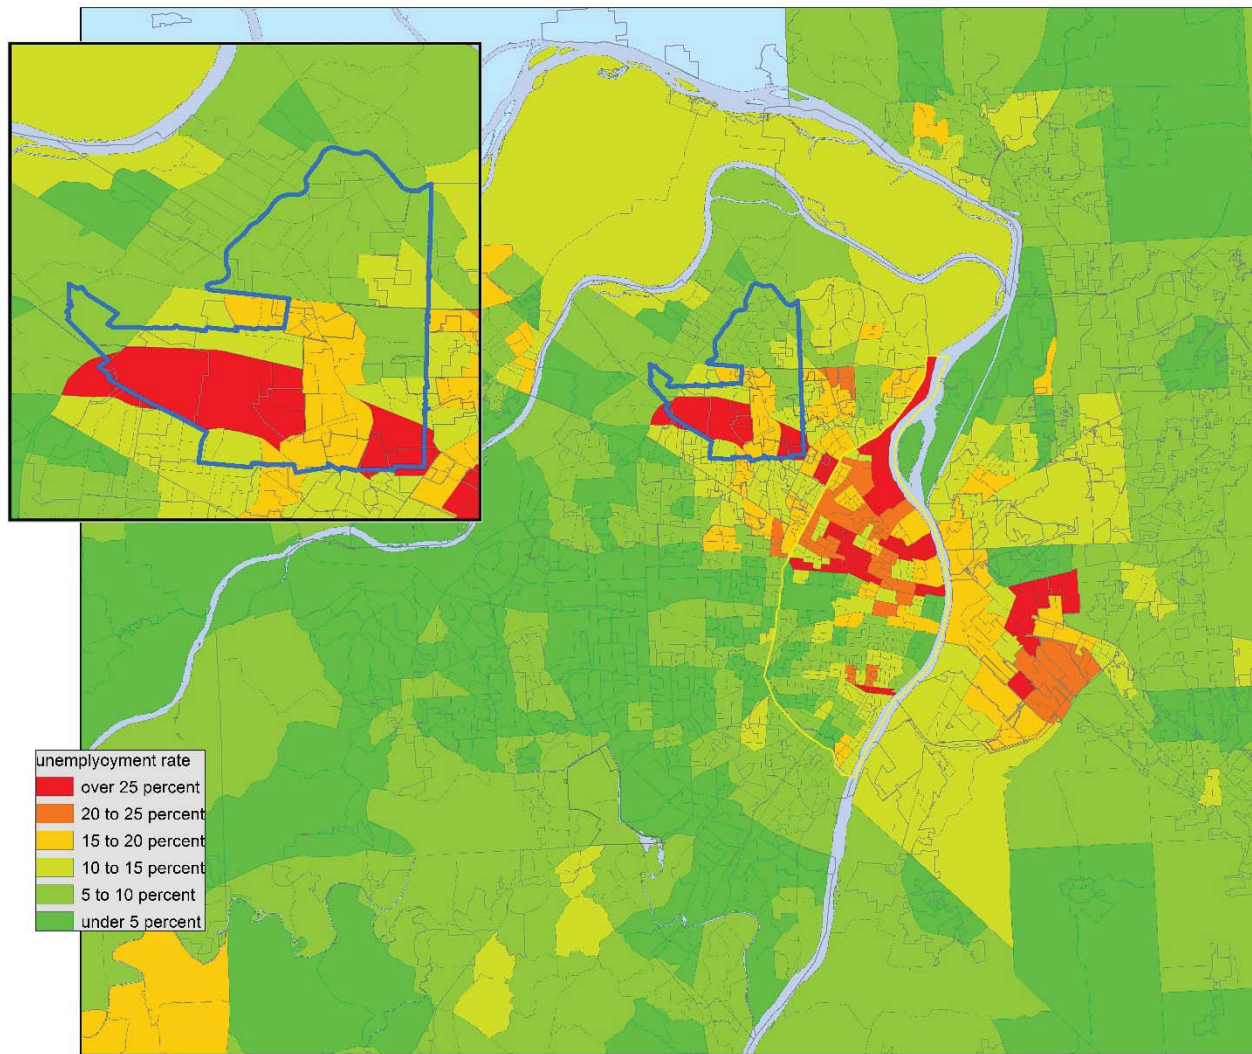 unemplyoyment rate
over 25 percent
20 to 25 percent
15 to 20 percent
10 to 15 percent
5 to 10 percent
under 5 percent